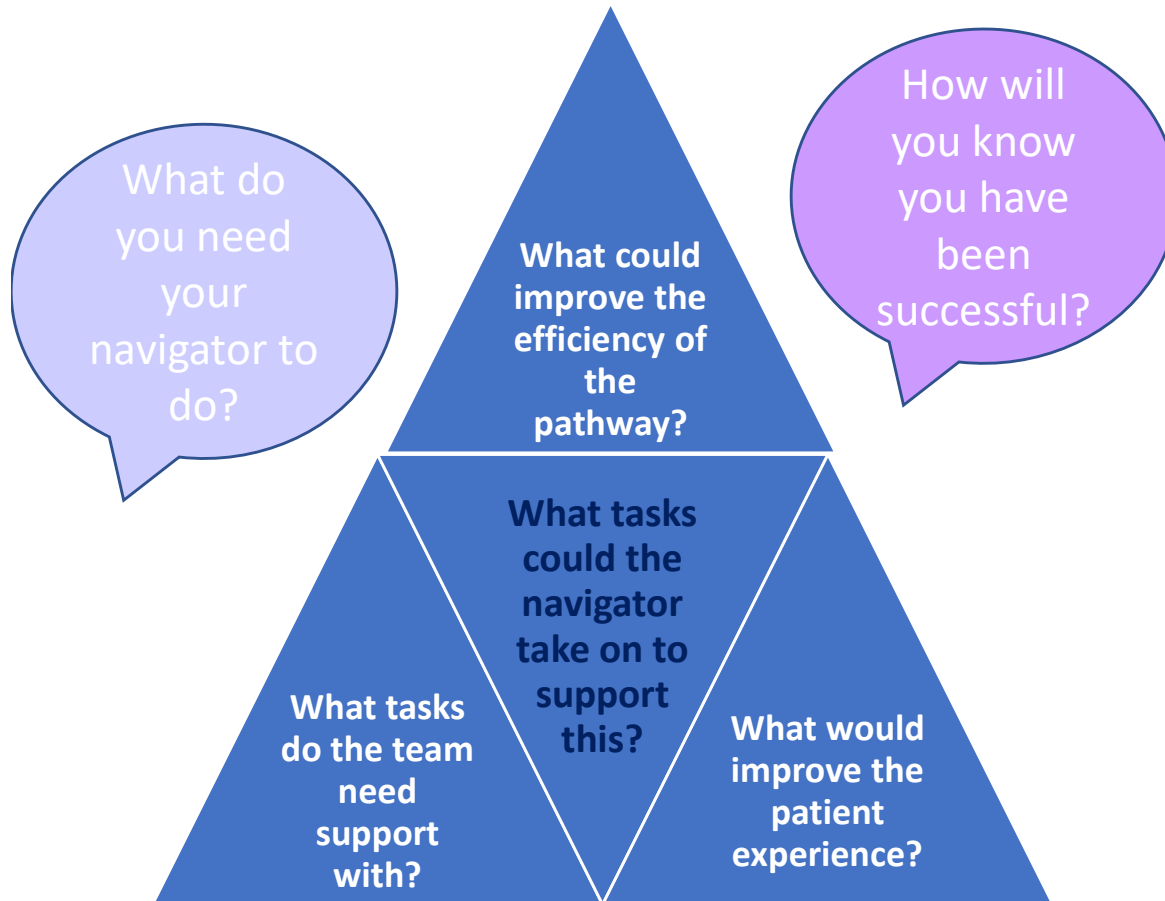 What do
you need
your
navigator to
do?
How will
you know
you have
been
successful?
What could
improve the
efficiency of
the
pathway?
What tasks
could the
navigator
take on to
support
this?
What tasks
do the team
need
support
with?
What would
improve the
patient
experience?